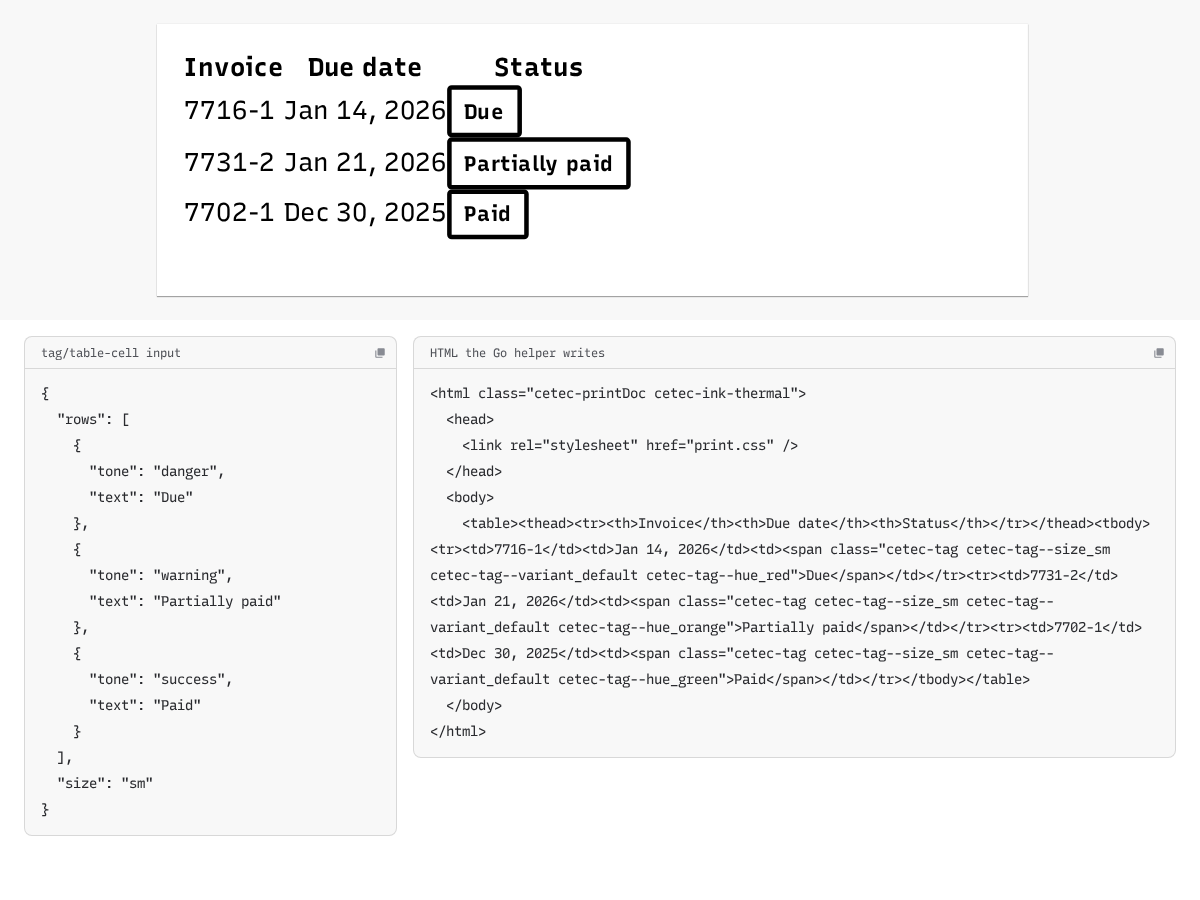 Invoice Due date Status
7716-1 Jan 14, 2026 Due
7731-2 Jan 21, 2026 Partially paid
7702-1 Dec 30, 2025 Paid
tag/table-cell input
{
  "rows": [
    {
      "tone": "danger",
      "text": "Due"
    },
    {
      "tone": "warning",
      "text": "Partially paid"
    },
    {
      "tone": "success",
      "text": "Paid"
    }
  ],
  "size": "sm"
}
HTML the Go helper writes
<html class="cetec-printDoc cetec-ink-thermal">
  <head>
    <link rel="stylesheet" href="print.css" />
  </head>
  <body>
    <table><thead><tr><th>Invoice</th><th>Due date</th><th>Status</th></tr></thead><tbody>
<tr><td>7716-1</td><td>Jan 14, 2026</td><td><span class="cetec-tag cetec-tag--size_sm
cetec-tag--variant_default cetec-tag--hue_red">Due</span></td></tr><tr><td>7731-2</td>
<td>Jan 21, 2026</td><td><span class="cetec-tag cetec-tag--size_sm cetec-tag--
variant_default cetec-tag--hue_orange">Partially paid</span></td></tr><tr><td>7702-1</td>
<td>Dec 30, 2025</td><td><span class="cetec-tag cetec-tag--size_sm cetec-tag--
variant_default cetec-tag--hue_green">Paid</span></td></tr></tbody></table>
  </body>
</html>